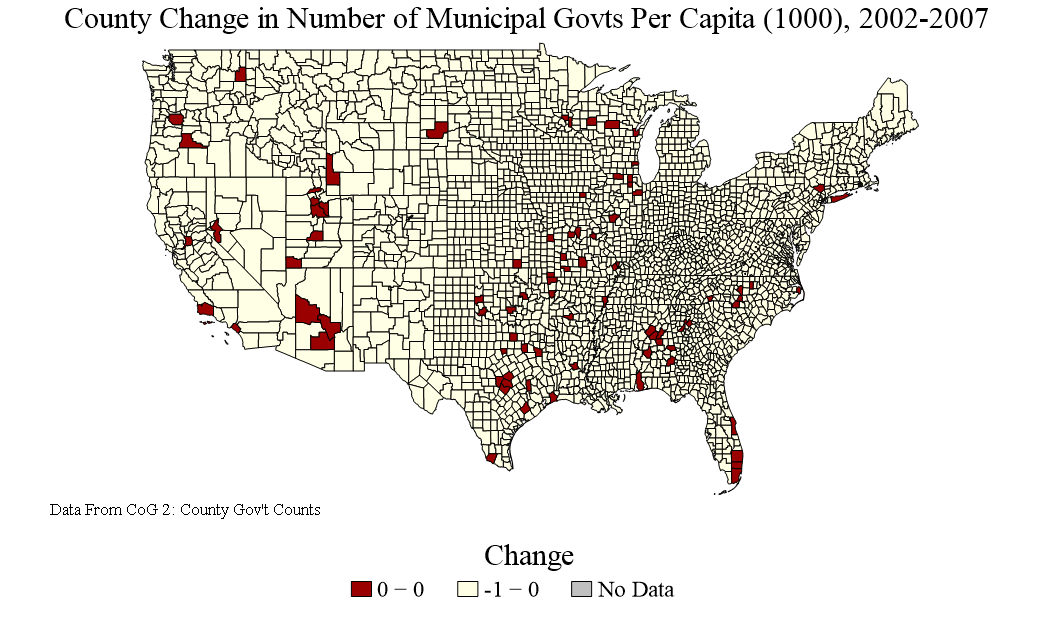 County Change in Number of Municipal Govts Per Capita (1000), 2002-2007
Data From CoG 2: County Gov't Counts
Change
0 − 0
-1 − 0
No Data